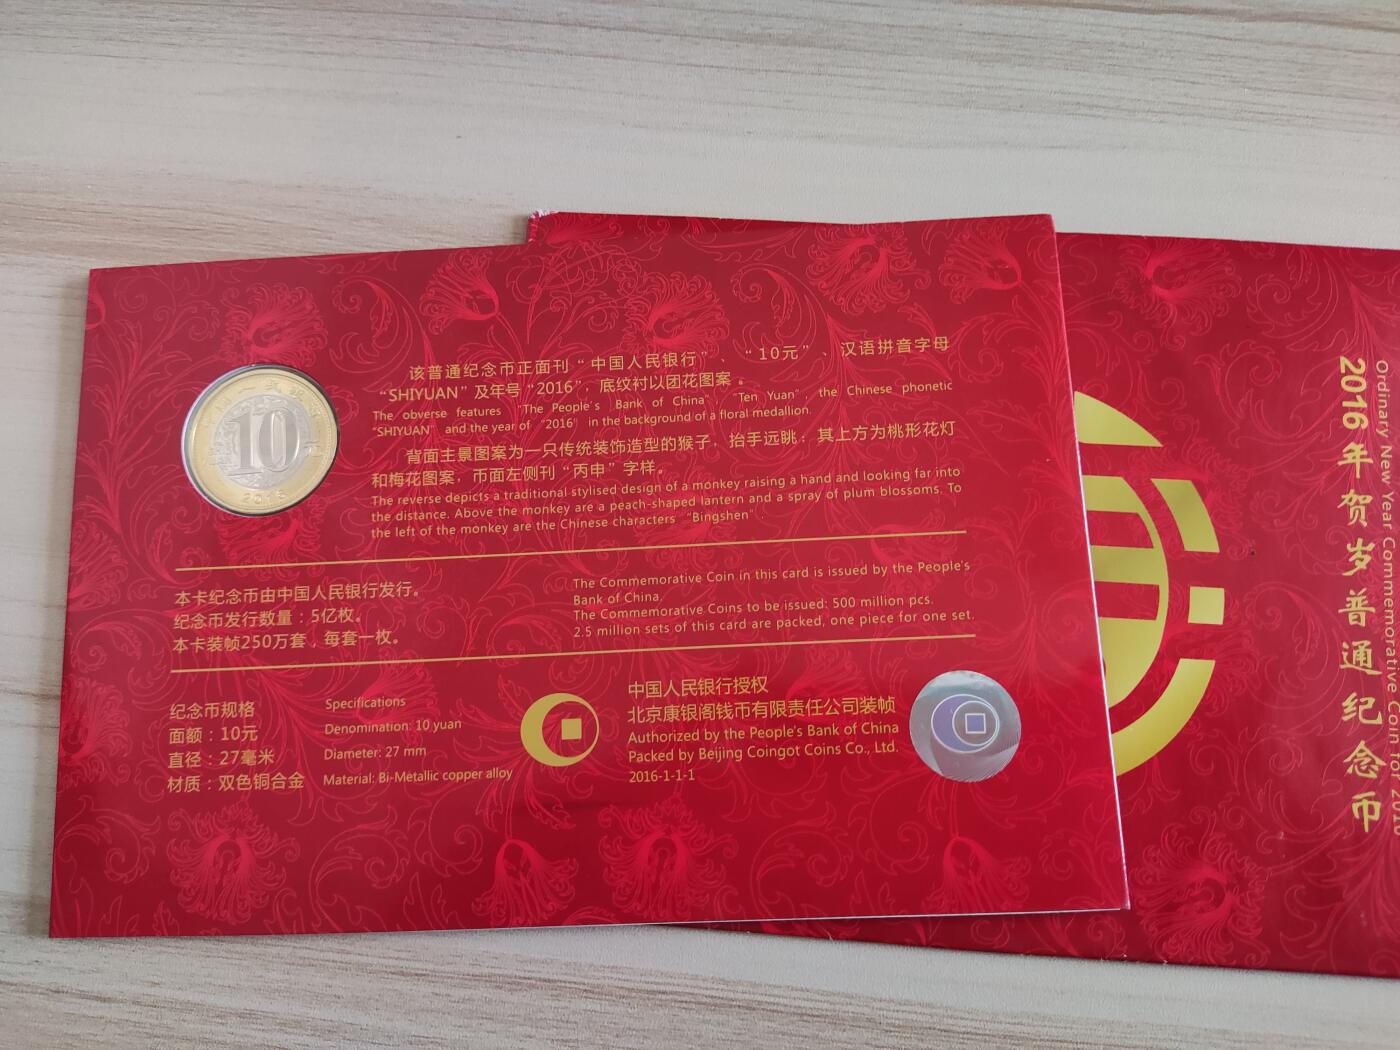 该普通纪念币正面刊“中国人民银行”、“10元”、汉语拼音字母
“SHIYUAN”及年号“2016”，底纹衬以团花图案。
The obverse features “The People's Bank of China”, “Ten Yuan”, the Chinese phonetic
“SHIYUAN” and the year of “2016” in the background of a floral medallion.
背面主景图案为一只传统装饰造型的猴子，抬手远眺；其上方为桃形花灯
和梅花图案，币面左侧刊“丙申”字样。
The reverse depicts a traditional stylised design of a monkey raising a hand and looking far into
the distance. Above the monkey are a peach-shaped lantern and a spray of plum blossoms. To
the left of the monkey are the Chinese characters “Bingshen”.
10
2016
本卡纪念币由中国人民银行发行。
纪念币发行数量：5亿枚。
本卡装帧250万套，每套一枚。
The Commemorative Coin in this card is issued by the People's
Bank of China.
The Commemorative Coins to be issued: 500 million pcs.
2.5 million sets of this card are packed, one piece for one set.
纪念币规格
面额：10元
直径：27毫米
材质：双色铜合金
Specifications
Denomination: 10 yuan
Diameter: 27 mm
Material: Bi-Metallic copper alloy
中国人民银行授权
北京康银阁钱币有限责任公司装帧
Authorized by the People's Bank of China
Packed by Beijing Coingot Coins Co., Ltd.
2016-1-1-1
2016年贺岁普通纪念币
Ordinary New Year Commemorative Coin for 2016